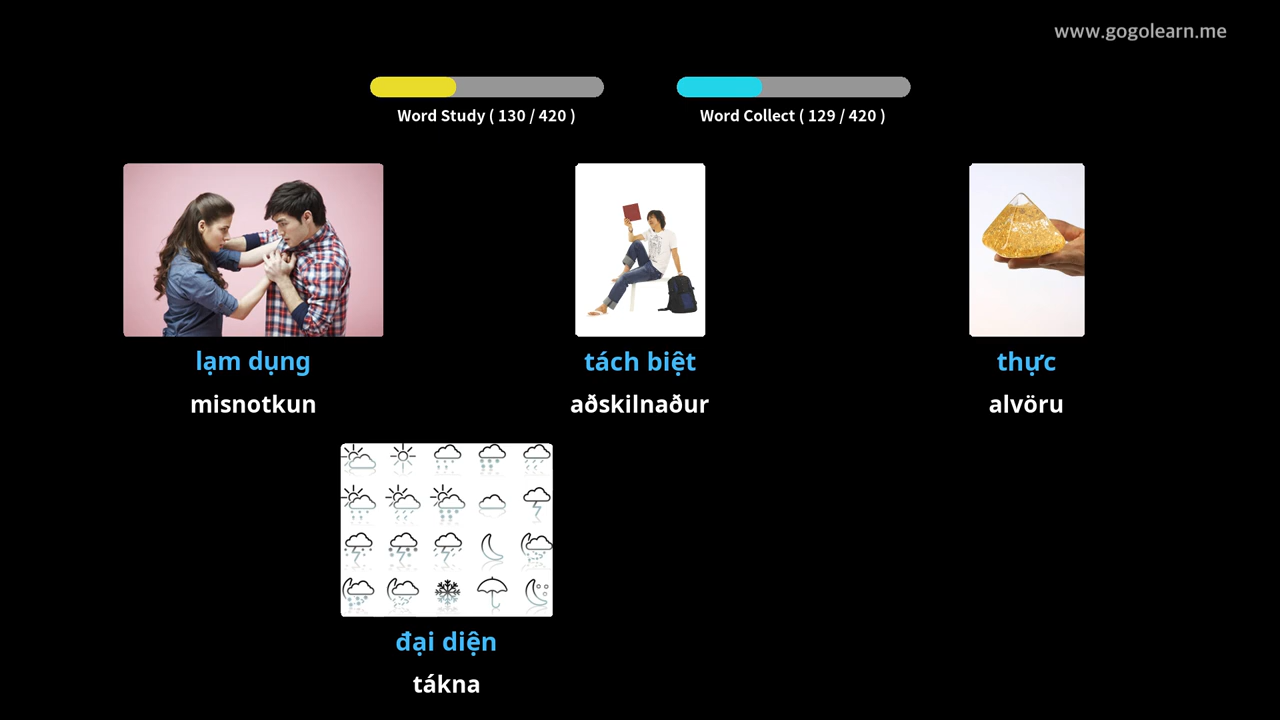 www.gogolearn.me
Word Study ( 130 / 420 )
Word Collect ( 129 / 420 )
lạm dụng
misnotkun
tách biệt
aðskilnaður
thực
alvöru
đại diện
tákna